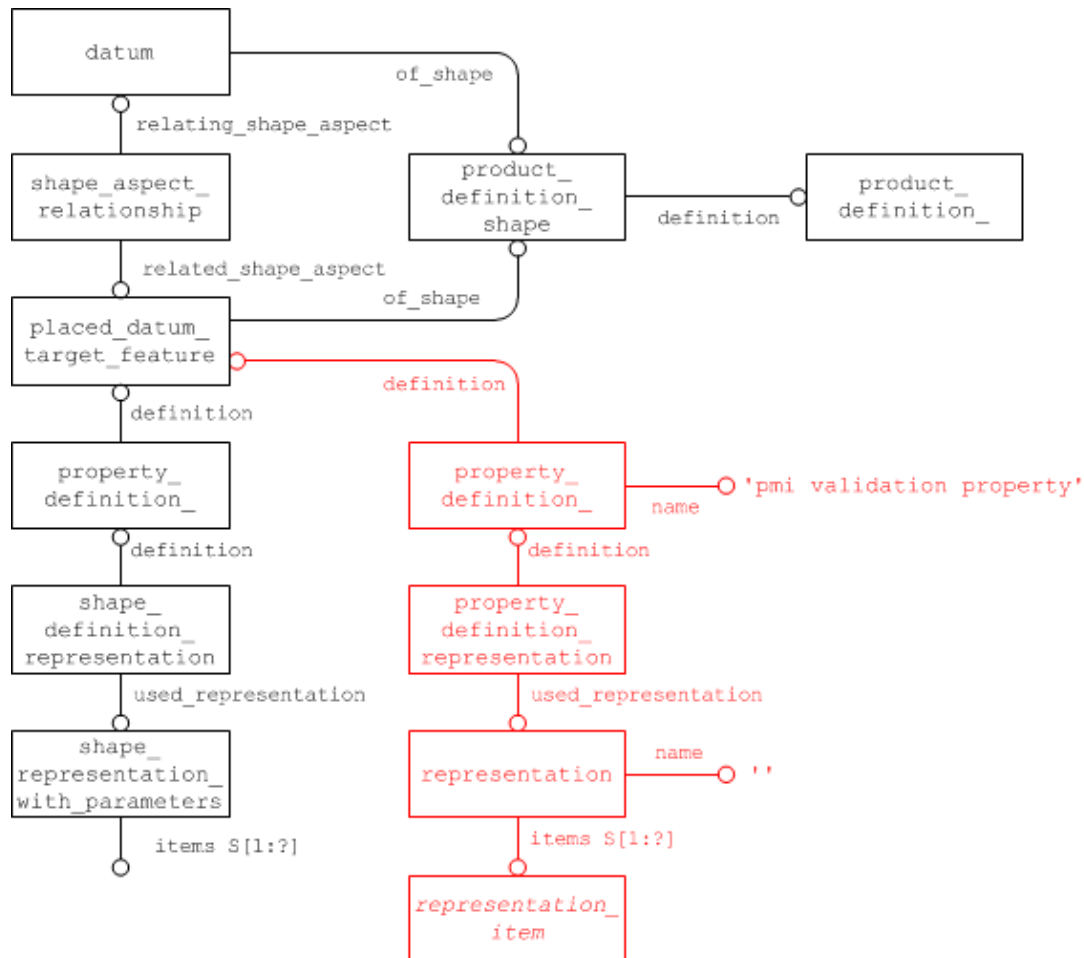 datum
of_shape
relating_shape_aspect
shape_aspect_
relationship
product_
definition_
shape
definition
product_
definition_
related_shape_aspect
of_shape
placed_datum_
target_feature
definition
definition
property_
definition_
property_
definition_
name
'pmi validation property'
definition
definition
shape_
definition_
representation
property_
definition_
representation
used_representation
used_representation
shape_
representation_
with_parameters
representation
name
''
items S[1:?]
items S[1:?]
representation_
item